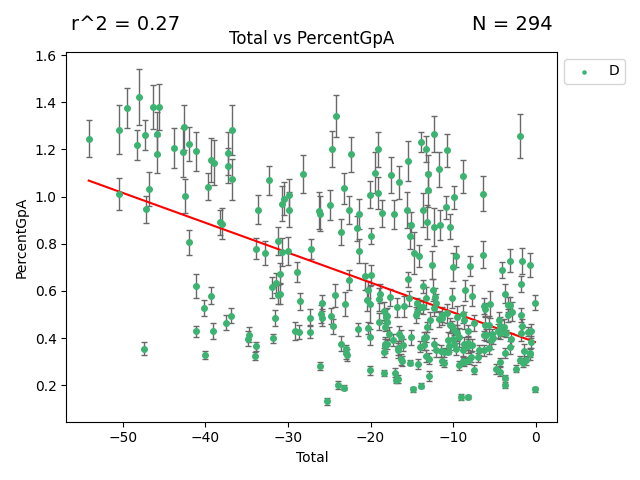 r^2 = 0.27 N = 294
Total vs PercentGpA
D
1.6
1.4
1.2
1.0
0.8
0.6
0.4
0.2
PercentGpA
−50 −40 −30 −20 −10 0
Total